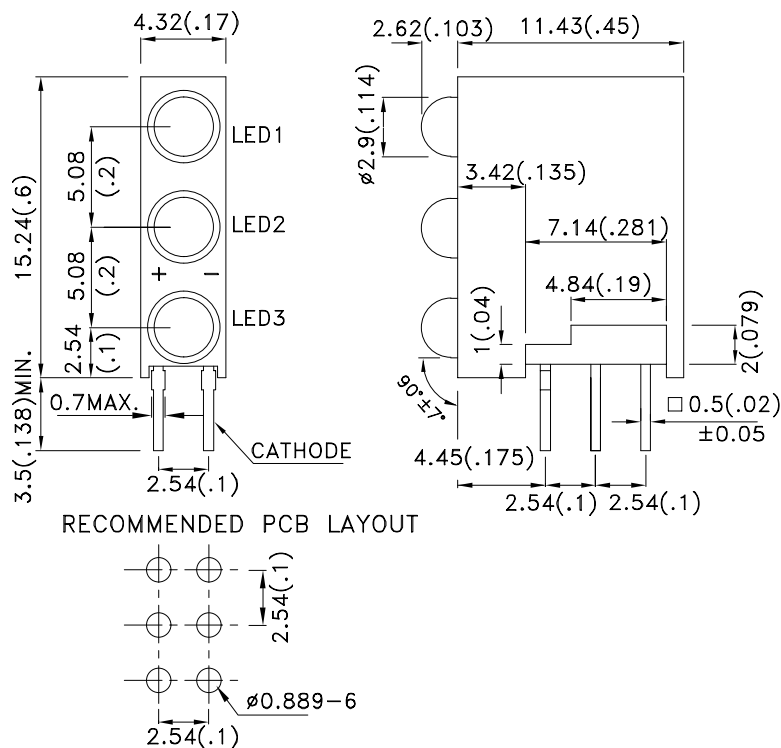 4.32(.17)
2.62(.103)
11.43(.45)
LED1
5.08
(.2)
15.24(.6)
LED2
5.08
(.2)
+ −
LED3
2.54
(.1)
3.5(.138)MIN.
0.7MAX.
CATHODE
2.54(.1)
ø2.9(.114)
3.42(.135)
7.14(.281)
4.84(.19)
1(.04)
2(.079)
90°±7°
□0.5(.02)
±0.05
4.45(.175)
2.54(.1) 2.54(.1)
RECOMMENDED PCB LAYOUT
2.54(.1)
ø0.889−6
2.54(.1)